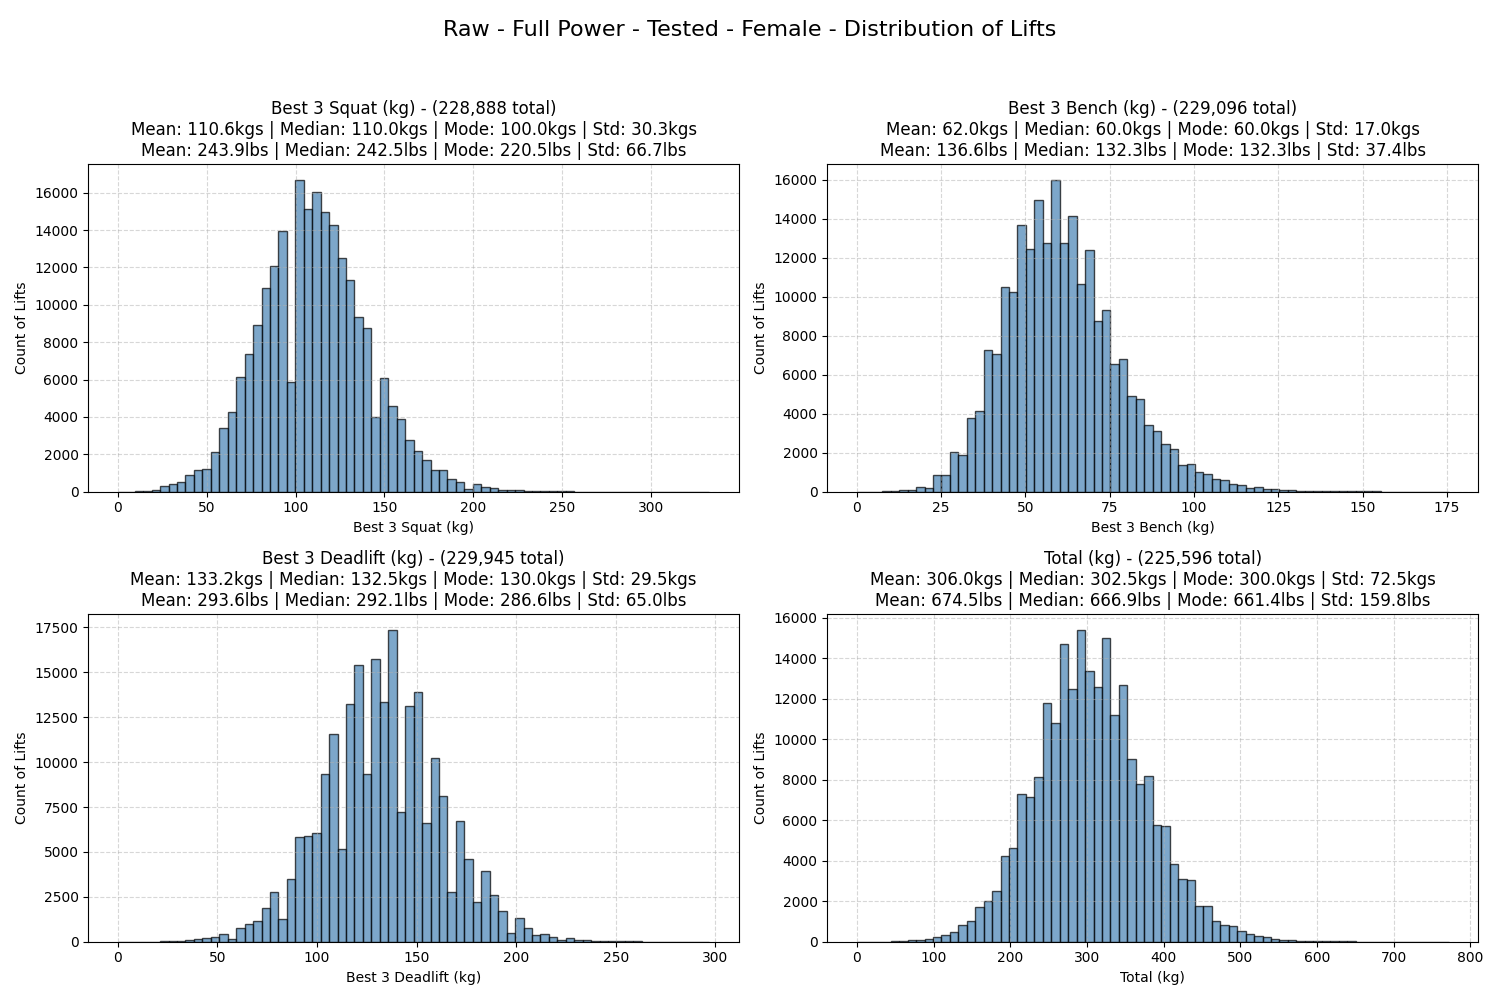 Raw - Full Power - Tested - Female - Distribution of Lifts
Best 3 Squat (kg) - (228,888 total)
Mean: 110.6kgs | Median: 110.0kgs | Mode: 100.0kgs | Std: 30.3kgs
Mean: 243.9lbs | Median: 242.5lbs | Mode: 220.5lbs | Std: 66.7lbs
16000
14000
12000
10000
8000
6000
4000
2000
0
Count of Lifts
0 50 100 150 200 250 300
Best 3 Squat (kg)
Best 3 Bench (kg) - (229,096 total)
Mean: 62.0kgs | Median: 60.0kgs | Mode: 60.0kgs | Std: 17.0kgs
Mean: 136.6lbs | Median: 132.3lbs | Mode: 132.3lbs | Std: 37.4lbs
16000
14000
12000
10000
8000
6000
4000
2000
0
Count of Lifts
0 25 50 75 100 125 150 175
Best 3 Bench (kg)
Best 3 Deadlift (kg) - (229,945 total)
Mean: 133.2kgs | Median: 132.5kgs | Mode: 130.0kgs | Std: 29.5kgs
Mean: 293.6lbs | Median: 292.1lbs | Mode: 286.6lbs | Std: 65.0lbs
17500
15000
12500
10000
7500
5000
2500
0
Count of Lifts
0 50 100 150 200 250 300
Best 3 Deadlift (kg)
Total (kg) - (225,596 total)
Mean: 306.0kgs | Median: 302.5kgs | Mode: 300.0kgs | Std: 72.5kgs
Mean: 674.5lbs | Median: 666.9lbs | Mode: 661.4lbs | Std: 159.8lbs
16000
14000
12000
10000
8000
6000
4000
2000
0
Count of Lifts
0 100 200 300 400 500 600 700 800
Total (kg)